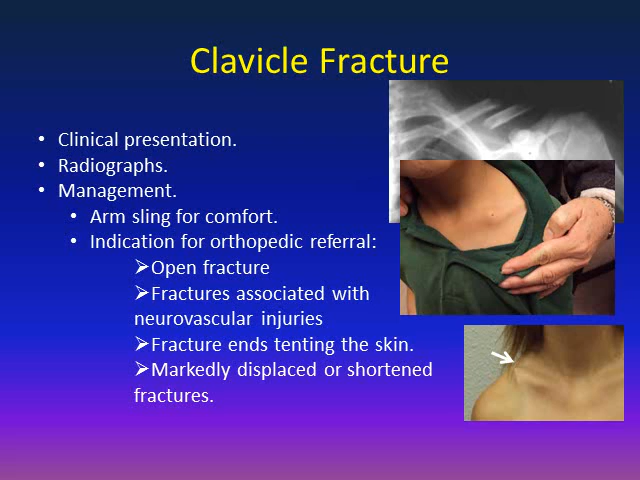 Clavicle Fracture
• Clinical presentation.
• Radiographs.
• Management.
• Arm sling for comfort.
• Indication for orthopedic referral:
➢Open fracture
➢Fractures associated with
neurovascular injuries
➢Fracture ends tenting the skin.
➢Markedly displaced or shortened
fractures.